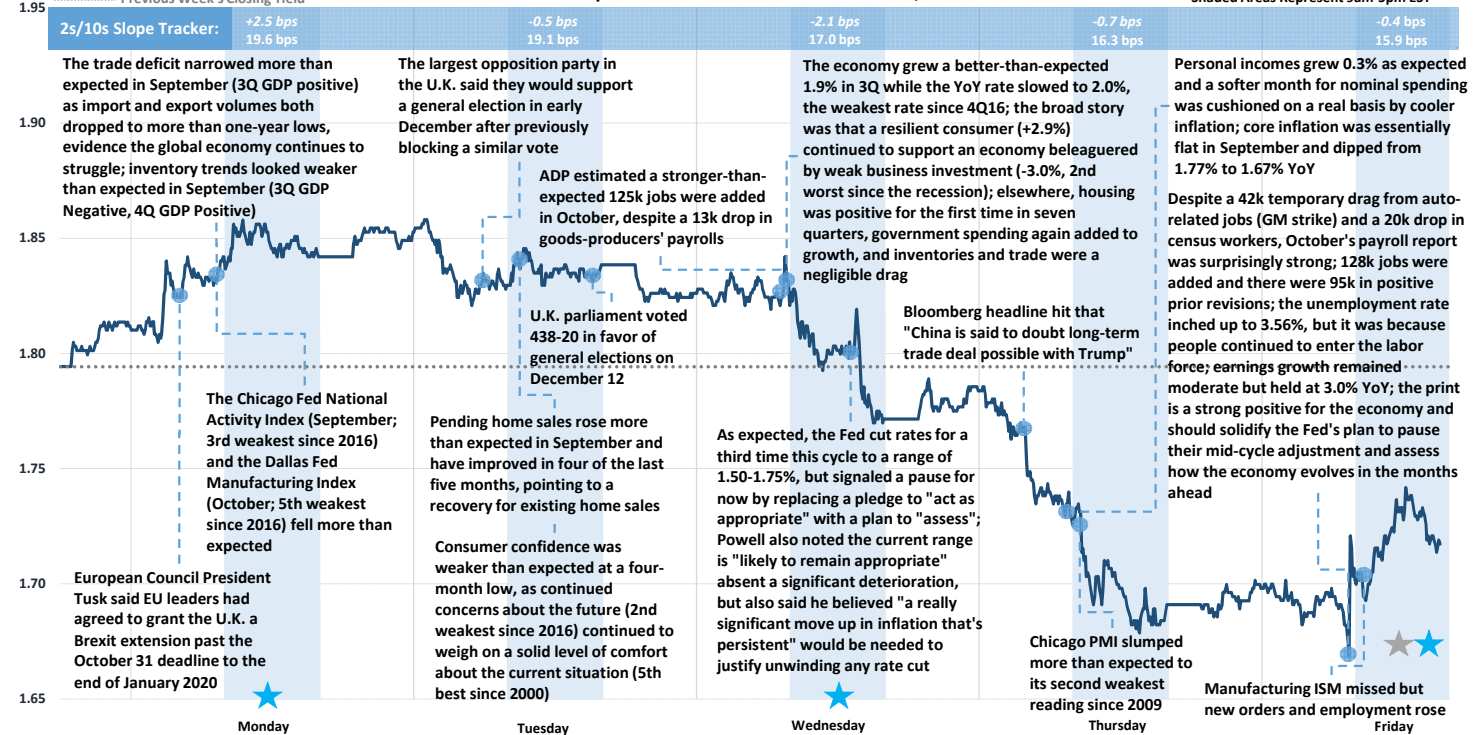 Previous Week's Closing Yield
Shaded Areas Represent 9am-5pm EST
1.95
1.90
1.85
1.80
1.75
1.70
1.65
2s/10s Slope Tracker:
+2.5 bps
19.6 bps
-0.5 bps
19.1 bps
-2.1 bps
17.0 bps
-0.7 bps
16.3 bps
-0.4 bps
15.9 bps
The trade deficit narrowed more than
expected in September (3Q GDP positive)
as import and export volumes both
dropped to more than one-year lows,
evidence the global economy continues to
struggle; inventory trends looked weaker
than expected in September (3Q GDP
Negative, 4Q GDP Positive)
The Chicago Fed National
Activity Index (September;
3rd weakest since 2016)
and the Dallas Fed
Manufacturing Index
(October; 5th weakest
since 2016) fell more than
expected
European Council President
Tusk said EU leaders had
agreed to grant the U.K. a
Brexit extension past the
October 31 deadline to the
end of January 2020
The largest opposition party in
the U.K. said they would support
a general election in early
December after previously
blocking a similar vote
ADP estimated a stronger-than-
expected 125k jobs were added
in October, despite a 13k drop in
goods-producers' payrolls
U.K. parliament voted
438-20 in favor of
general elections on
December 12
Pending home sales rose more
than expected in September and
have improved in four of the last
five months, pointing to a
recovery for existing home sales
Consumer confidence was
weaker than expected at a four-
month low, as continued
concerns about the future (2nd
weakest since 2016) continued to
weigh on a solid level of comfort
about the current situation (5th
best since 2000)
The economy grew a better-than-expected
1.9% in 3Q while the YoY rate slowed to 2.0%,
the weakest rate since 4Q16; the broad story
was that a resilient consumer (+2.9%)
continued to support an economy beleaguered
by weak business investment (-3.0%, 2nd
worst since the recession); elsewhere, housing
was positive for the first time in seven
quarters, government spending again added to
growth, and inventories and trade were a
negligible drag
Bloomberg headline hit that
"China is said to doubt long-term
trade deal possible with Trump"
As expected, the Fed cut rates for a
third time this cycle to a range of
1.50-1.75%, but signaled a pause for
now by replacing a pledge to "act as
appropriate" with a plan to "assess";
Powell also noted the current range
is "likely to remain appropriate"
absent a significant deterioration,
but also said he believed "a really
significant move up in inflation that's
persistent" would be needed to
justify unwinding any rate cut
Personal incomes grew 0.3% as expected
and a softer month for nominal spending
was cushioned on a real basis by cooler
inflation; core inflation was essentially
flat in September and dipped from
1.77% to 1.67% YoY
Despite a 42k temporary drag from auto-
related jobs (GM strike) and a 20k drop in
census workers, October's payroll report
was surprisingly strong; 128k jobs were
added and there were 95k in positive
prior revisions; the unemployment rate
inched up to 3.56%, but it was because
people continued to enter the labor
force; earnings growth remained
moderate but held at 3.0% YoY; the print
is a strong positive for the economy and
should solidify the Fed's plan to pause
their mid-cycle adjustment and assess
how the economy evolves in the months
ahead
Chicago PMI slumped
more than expected to
its second weakest
reading since 2009
Manufacturing ISM missed but
new orders and employment rose
Monday
Tuesday
Wednesday
Thursday
Friday